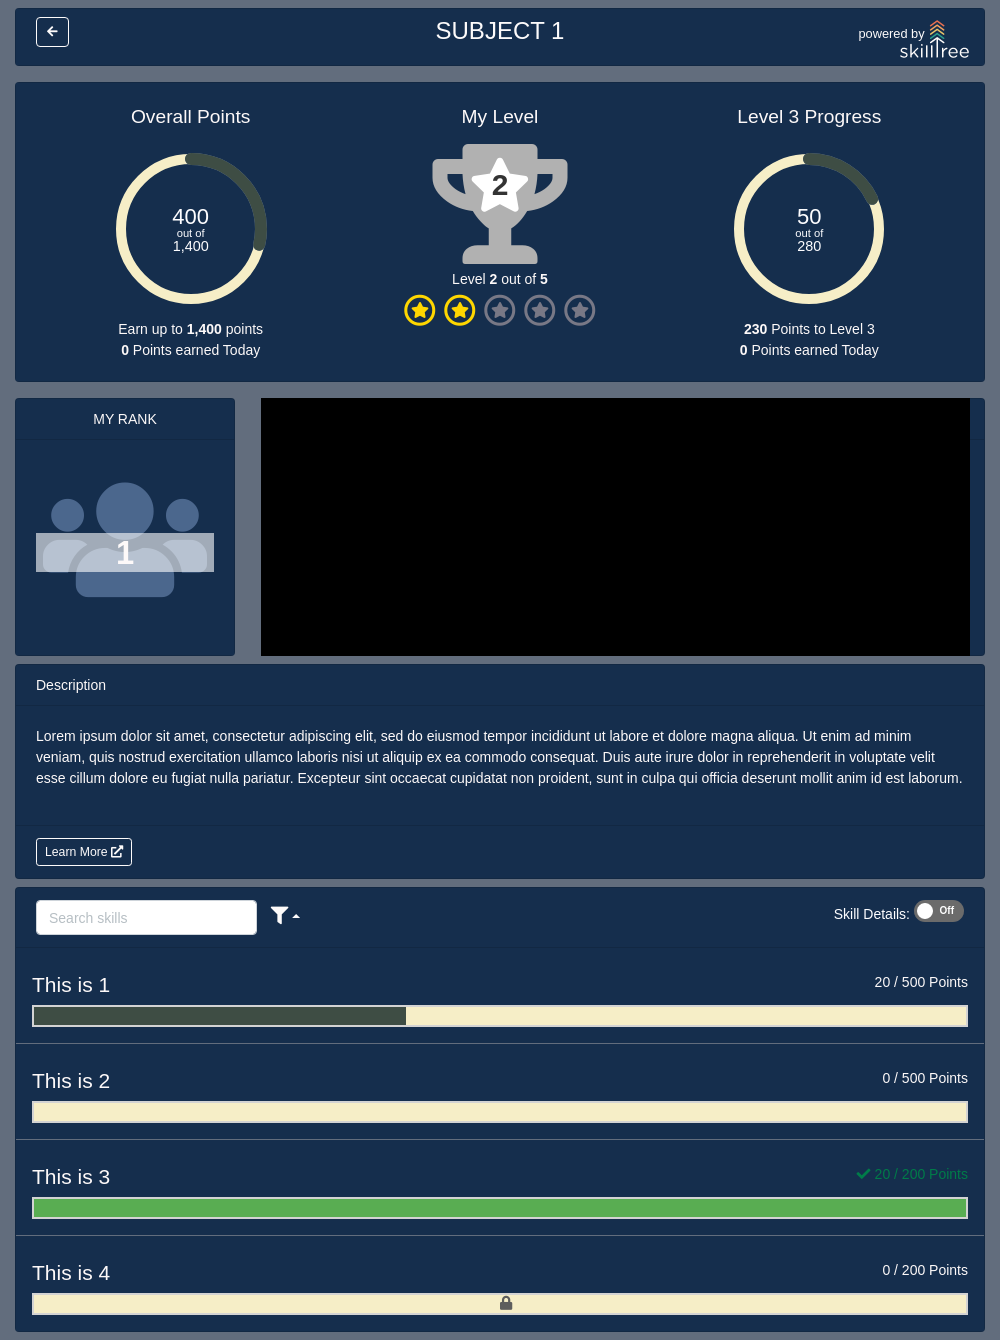 SUBJECT 1
powered by
skilltree
Overall Points
My Level
Level 3 Progress
400
out of
1,400
2
50
out of
280
Level 2 out of 5
Earn up to 1,400 points
0 Points earned Today
230 Points to Level 3
0 Points earned Today
MY RANK
1
Description
Lorem ipsum dolor sit amet, consectetur adipiscing elit, sed do eiusmod tempor incididunt ut labore et dolore magna aliqua. Ut enim ad minim
veniam, quis nostrud exercitation ullamco laboris nisi ut aliquip ex ea commodo consequat. Duis aute irure dolor in reprehenderit in voluptate velit
esse cillum dolore eu fugiat nulla pariatur. Excepteur sint occaecat cupidatat non proident, sunt in culpa qui officia deserunt mollit anim id est laborum.
Learn More
Search skills
Skill Details: Off
This is 1
20 / 500 Points
This is 2
0 / 500 Points
This is 3
20 / 200 Points
This is 4
0 / 200 Points